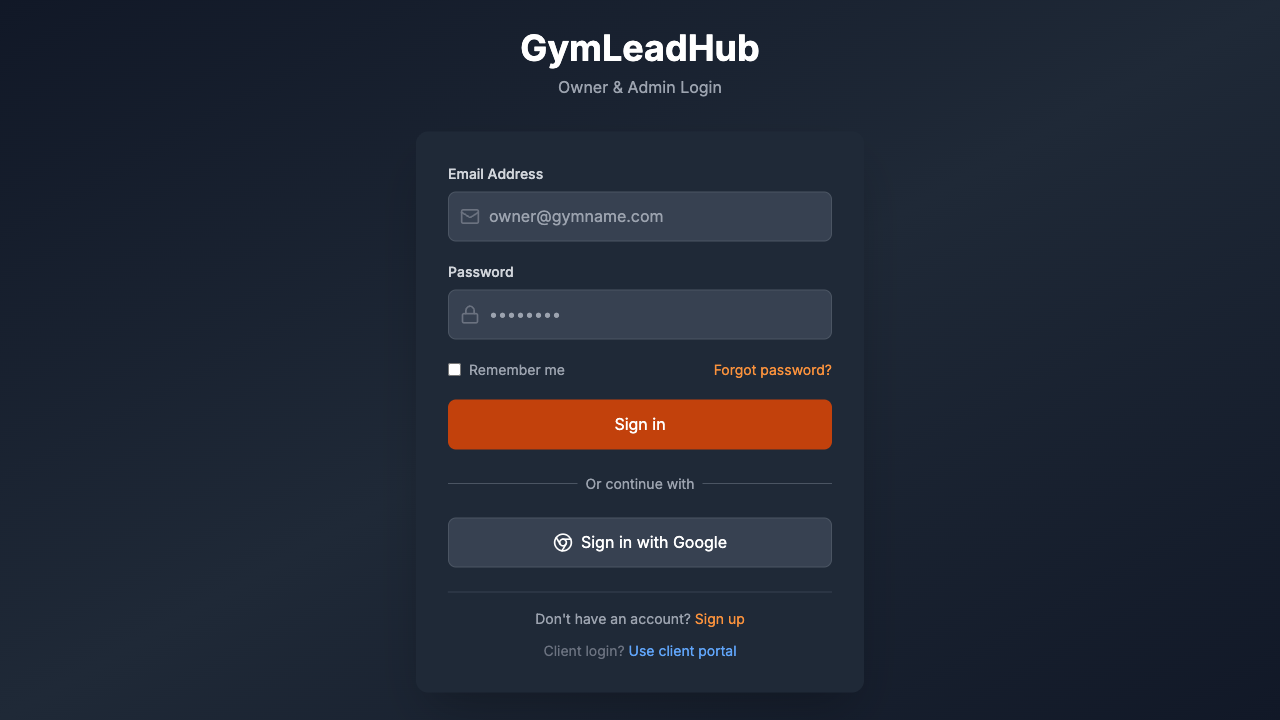 GymLeadHub
Owner & Admin Login
Email Address
owner@gymname.com
Password
••••••••
Remember me
Forgot password?
Sign in
Or continue with
Sign in with Google
Don't have an account? Sign up
Client login? Use client portal